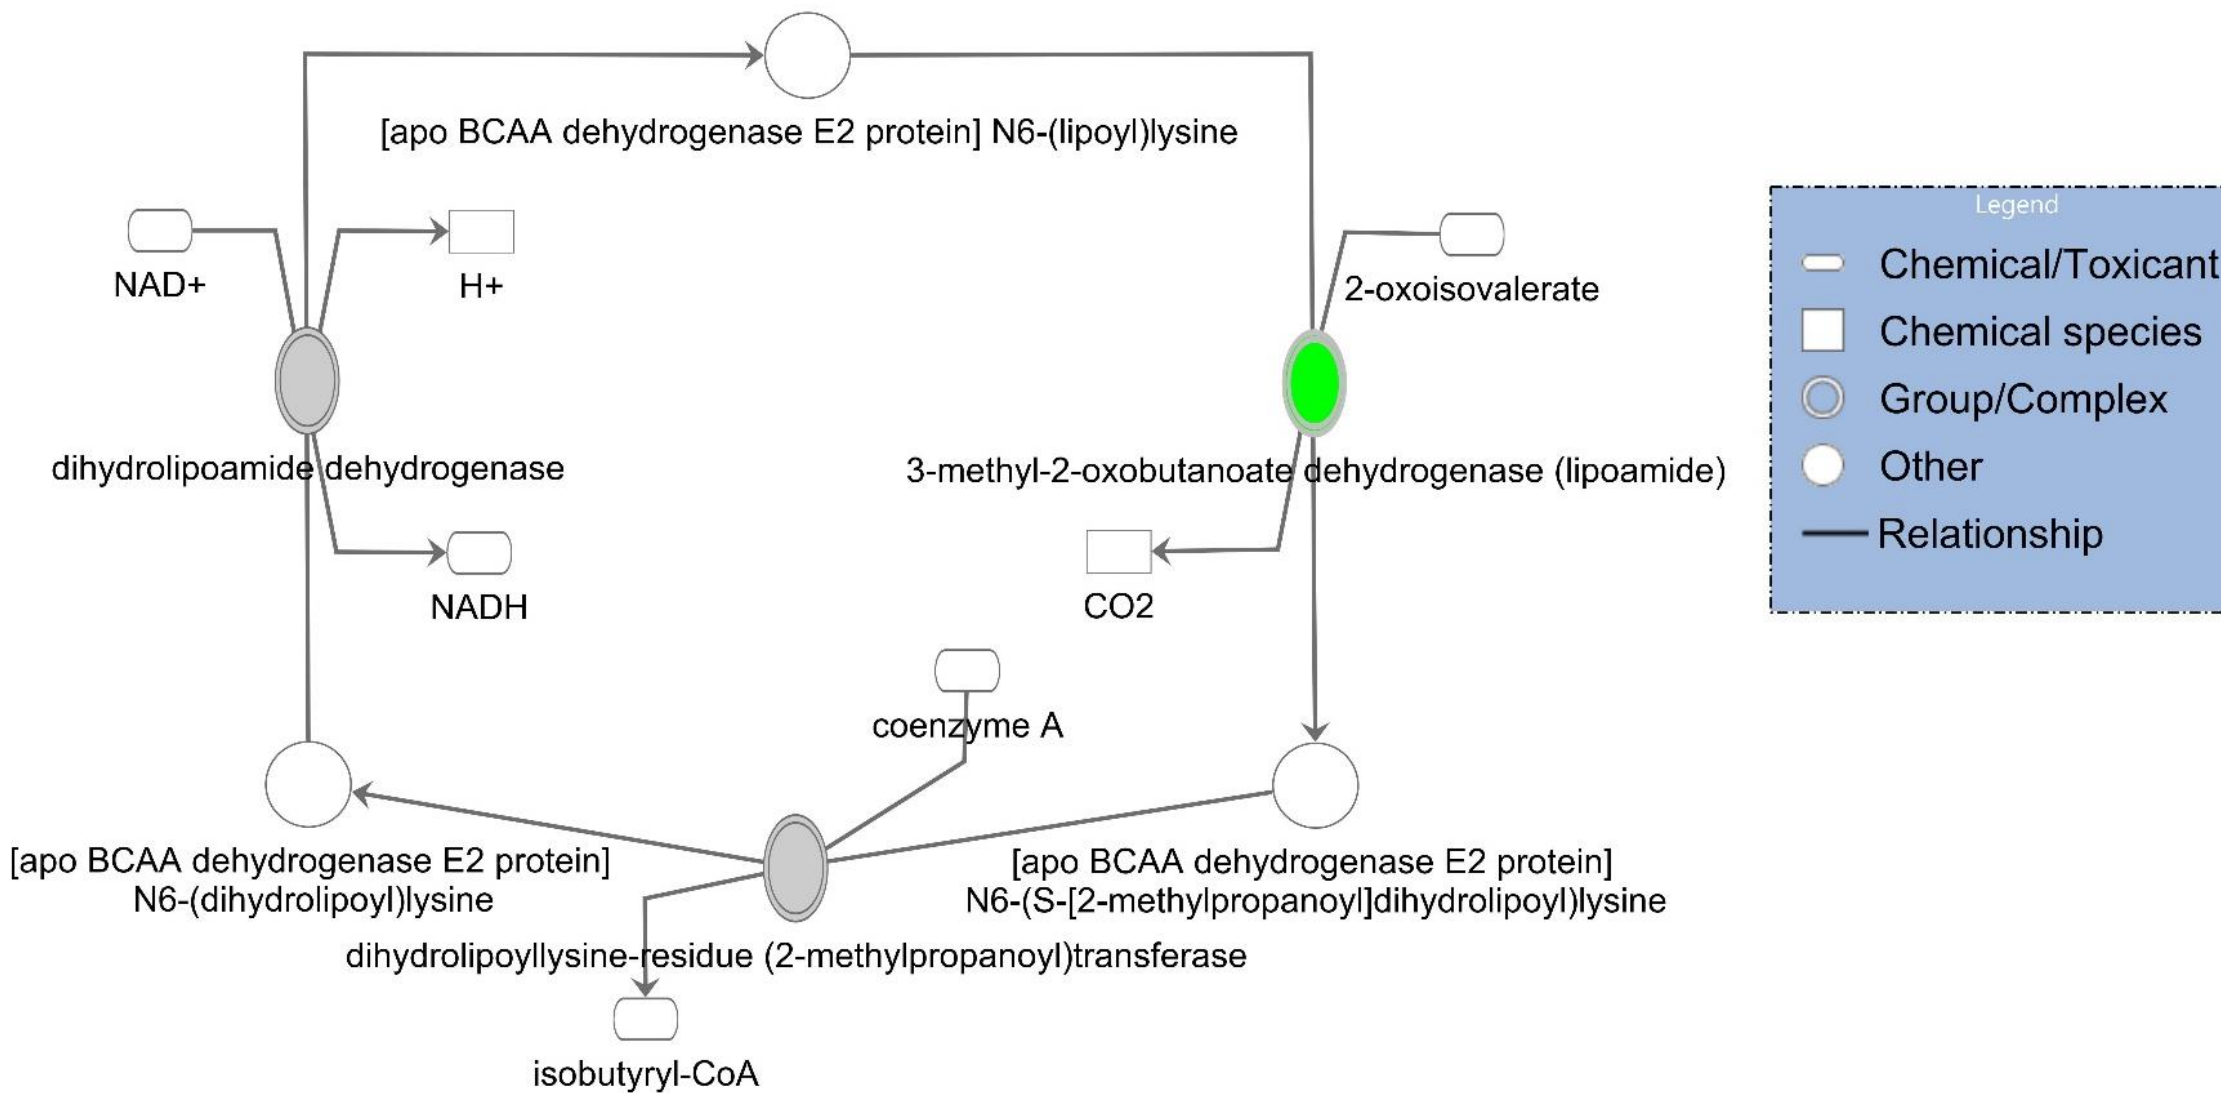 [apo BCAA dehydrogenase E2 protein] N6-(lipoyl)lysine
NAD+
H+
2-oxoisovalerate
dihydrolipoamide dehydrogenase
3-methyl-2-oxobutanoate dehydrogenase (lipoamide)
NADH
CO2
coenzyme A
[apo BCAA dehydrogenase E2 protein]
N6-(dihydrolipoyl)lysine
[apo BCAA dehydrogenase E2 protein]
N6-(S-[2-methylpropanoyl]dihydrolipoyl)lysine
dihydrolipoyllysine-residue (2-methylpropanoyl)transferase
isobutyryl-CoA
Legend
Chemical/Toxicant
Chemical species
Group/Complex
Other
Relationship